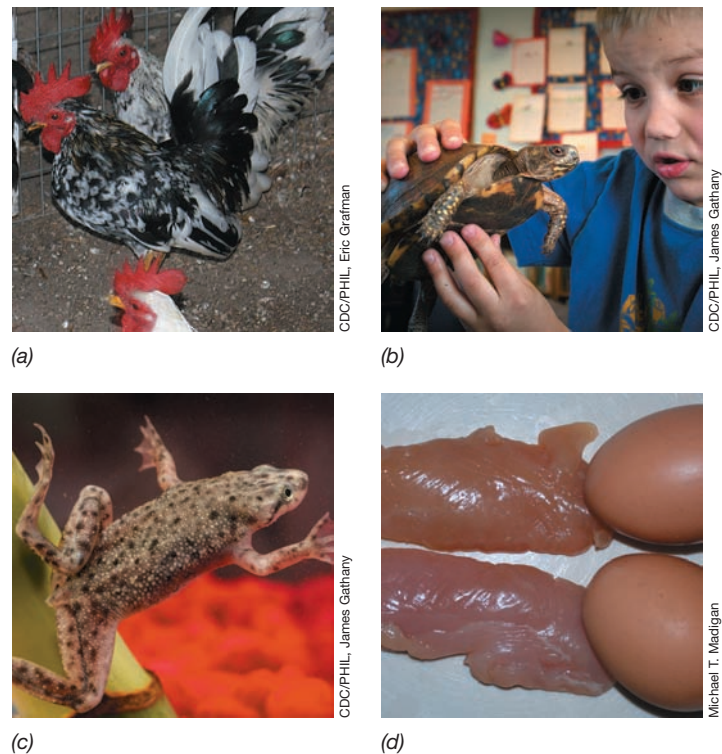 CDC/PHIL, Eric Grafman
CDC/PHIL, James Gathany
(a)
(b)
CDC/PHIL, James Gathany
Michael T. Madigan
(c)
(d)